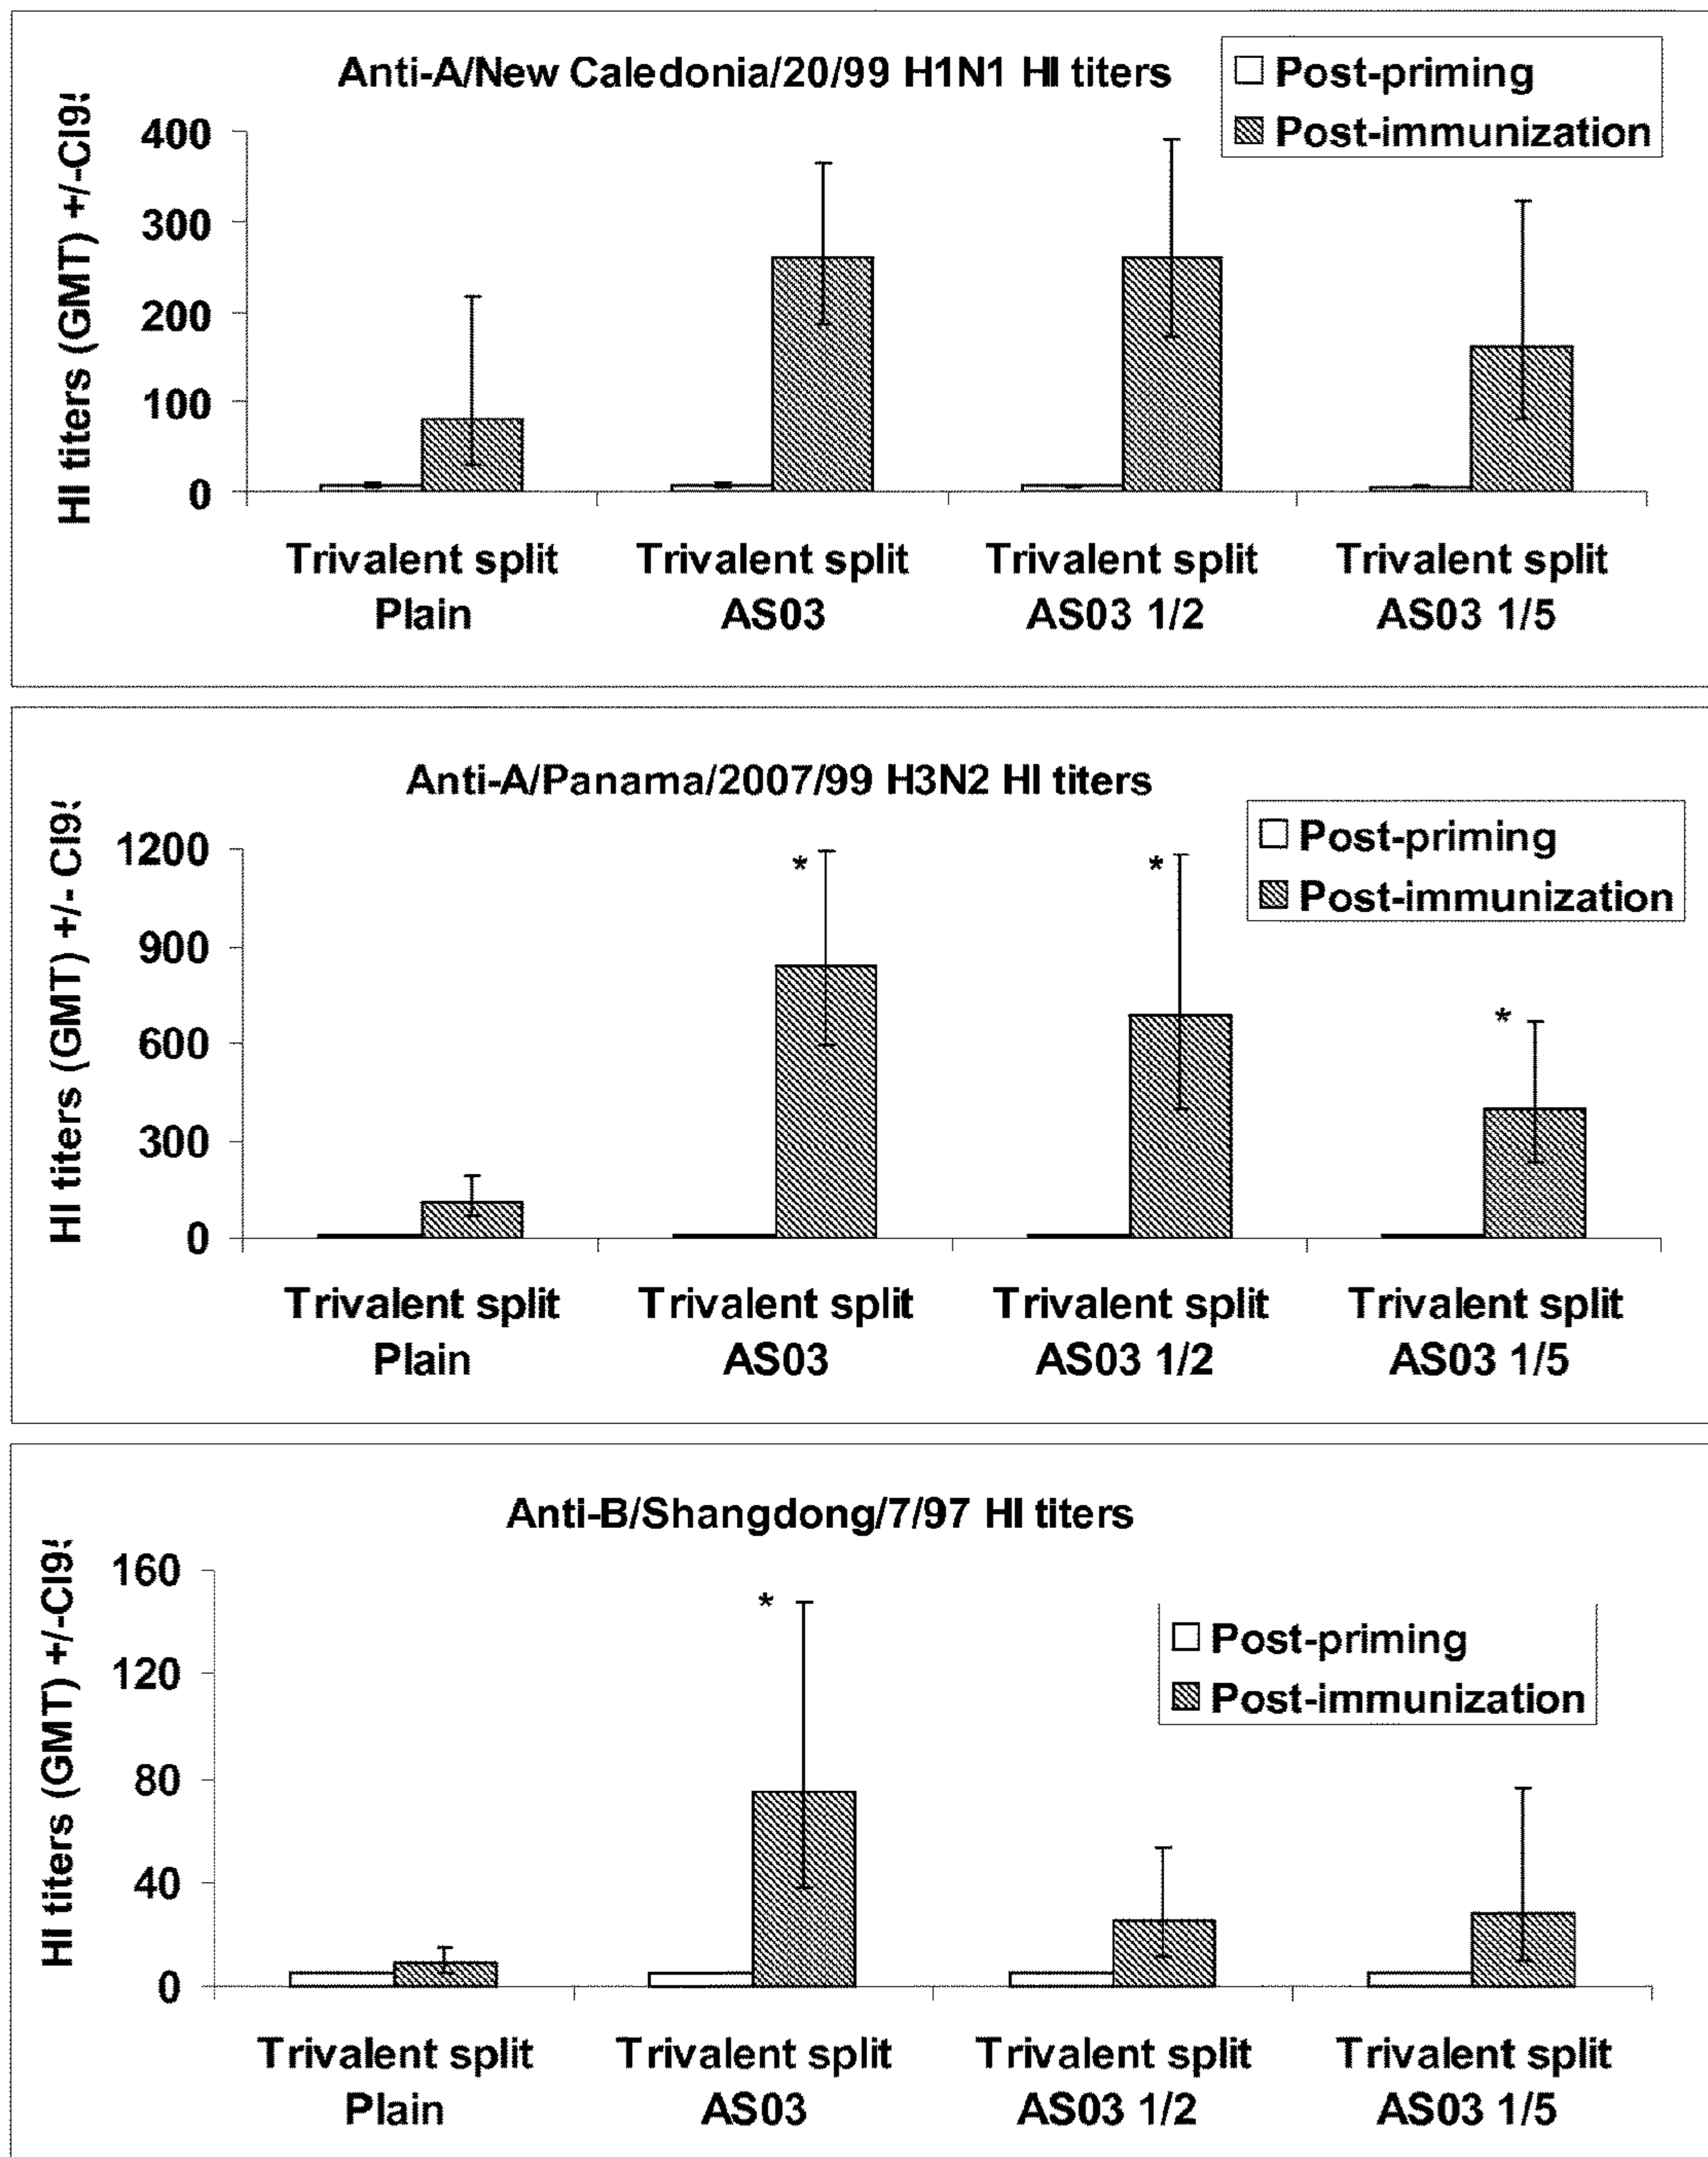 Anti-A/New Caledonia/20/99 H1N1 HI titers
Post-priming
Post-immunization
HI titers (GMT) +/-CI9
400
300
200
100
0
Trivalent split Trivalent split Trivalent split Trivalent split
Plain AS03 AS03 1/2 AS03 1/5
Anti-A/Panama/2007/99 H3N2 HI titers
Post-priming
Post-immunization
HI titers (GMT) +/- CI9
1200
900
600
300
0
* * *
Trivalent split Trivalent split Trivalent split Trivalent split
Plain AS03 AS03 1/2 AS03 1/5
Anti-B/Shangdong/7/97 HI titers
Post-priming
Post-immunization
HI titers (GMT) +/-CI9
160
120
80
40
0
*
Trivalent split Trivalent split Trivalent split Trivalent split
Plain AS03 AS03 1/2 AS03 1/5